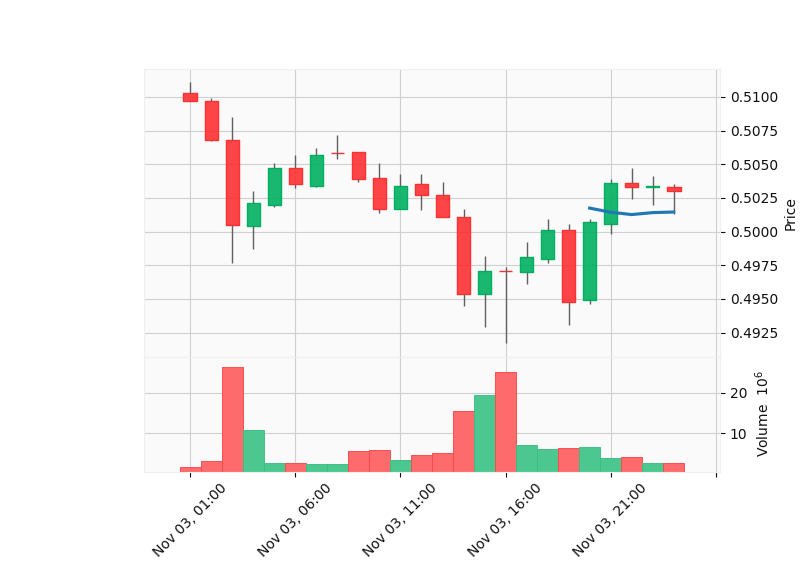 0.5100
0.5075
0.5050
0.5025
0.5000
0.4975
0.4950
0.4925
Price
20
10
Volume 10⁶
Nov 03, 01:00
Nov 03, 06:00
Nov 03, 11:00
Nov 03, 16:00
Nov 03, 21:00